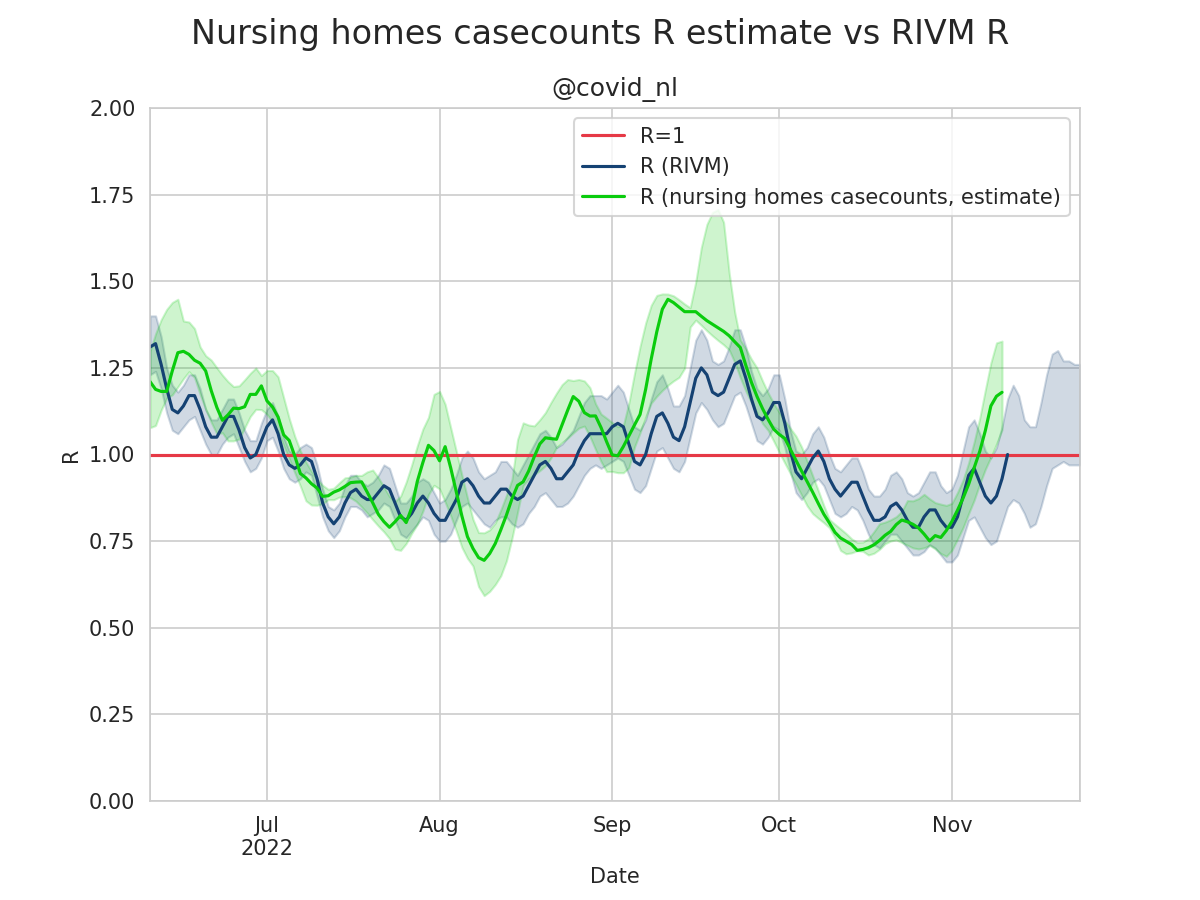 Nursing homes casecounts R estimate vs RIVM R
@covid_nl
R=1
R (RIVM)
R (nursing homes casecounts, estimate)
2.00
1.75
1.50
1.25
1.00
0.75
0.50
0.25
0.00
R
Jul
2022
Aug
Sep
Oct
Nov
Date